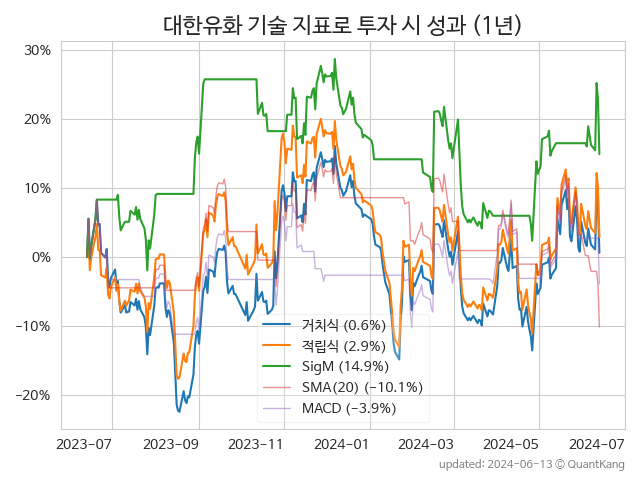 대한유화 기술 지표로 투자 시 성과 (1년)
30%
20%
10%
0%
−10%
−20%
거치식 (0.6%)
적립식 (2.9%)
SigM (14.9%)
SMA(20) (−10.1%)
MACD (−3.9%)
2023-07
2023-09
2023-11
2024-01
2024-03
2024-05
2024-07
updated: 2024-06-13 ⓒ QuantKang